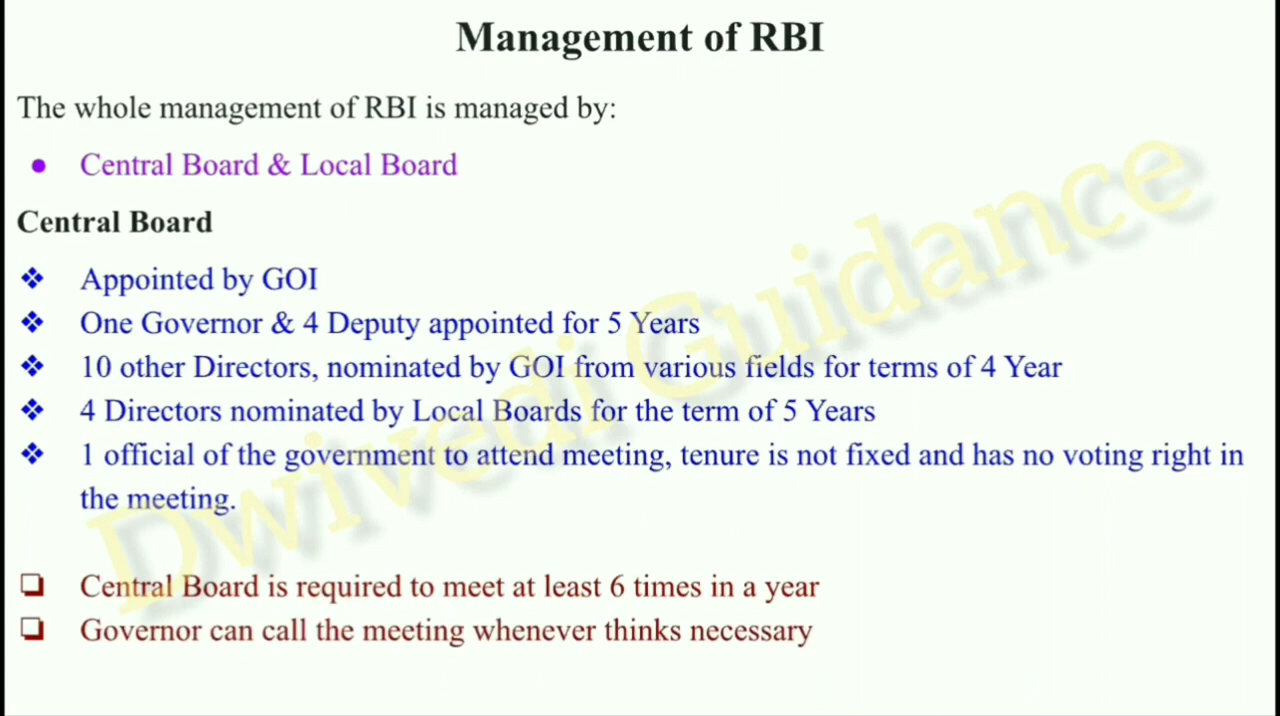 Management of RBI
The whole management of RBI is managed by:
● Central Board & Local Board
Central Board
❖ Appointed by GOI
❖ One Governor & 4 Deputy appointed for 5 Years
❖ 10 other Directors, nominated by GOI from various fields for terms of 4 Year
❖ 4 Directors nominated by Local Boards for the term of 5 Years
❖ 1 official of the government to attend meeting, tenure is not fixed and has no voting right in
the meeting.
❏ Central Board is required to meet at least 6 times in a year
❏ Governor can call the meeting whenever thinks necessary
Dwivedi Guidance